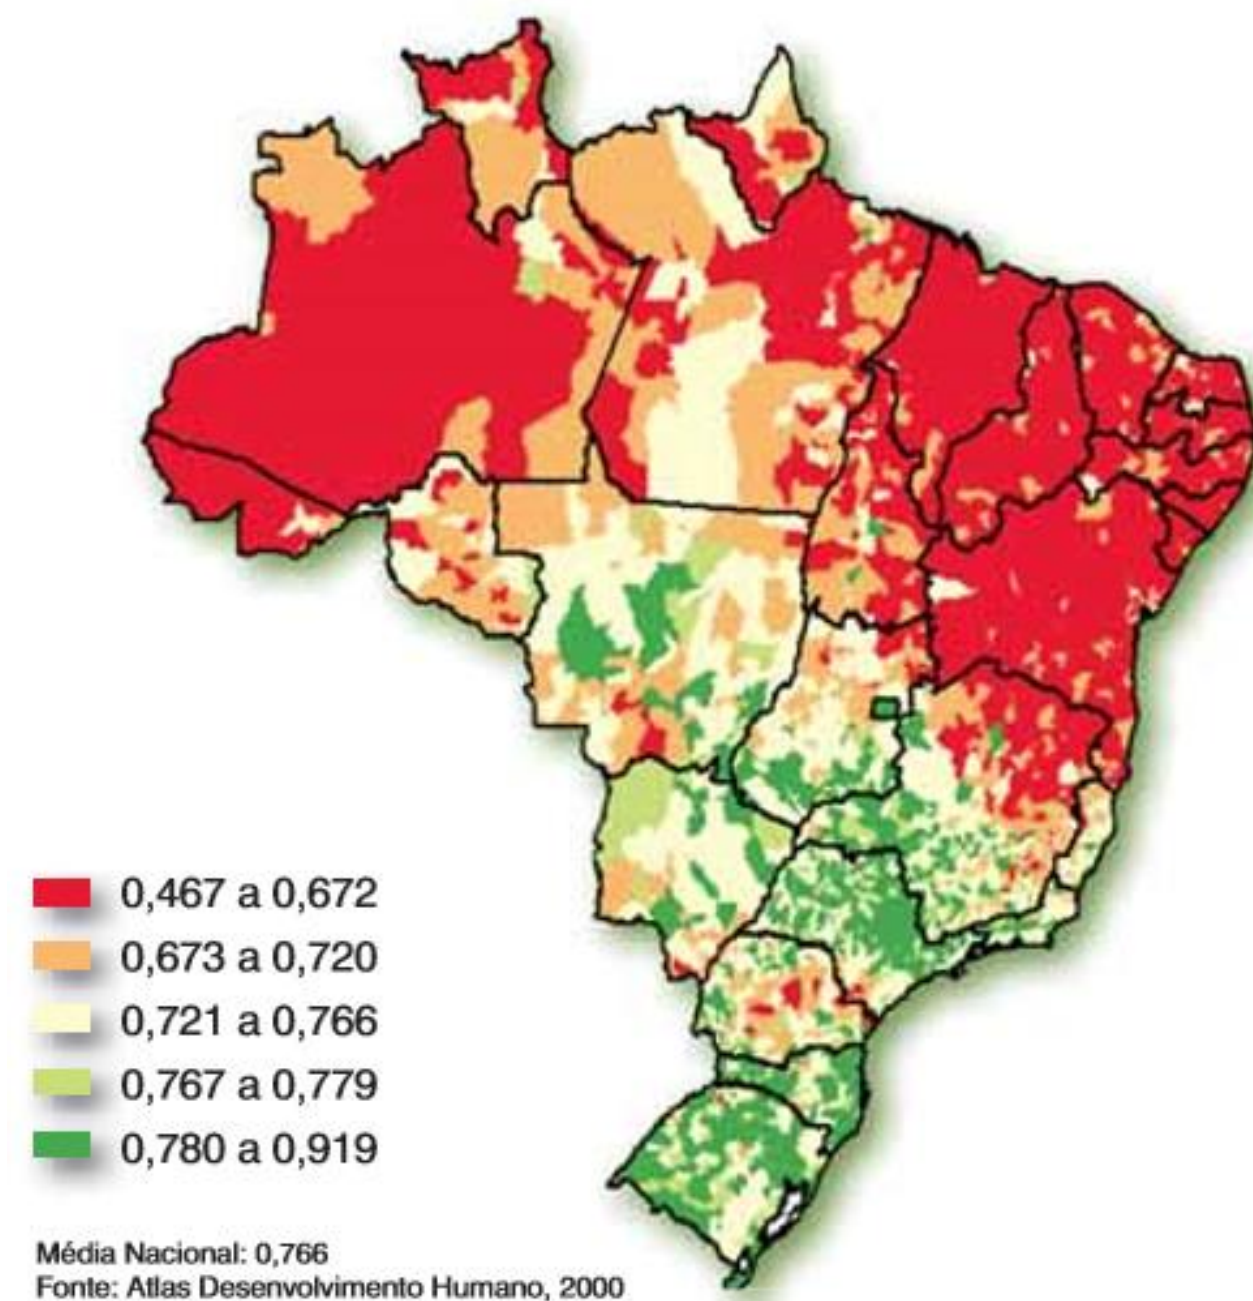 0,467 a 0,672
0,673 a 0,720
0,721 a 0,766
0,767 a 0,779
0,780 a 0,919
Média Nacional: 0,766
Fonte: Atlas Desenvolvimento Humano, 2000